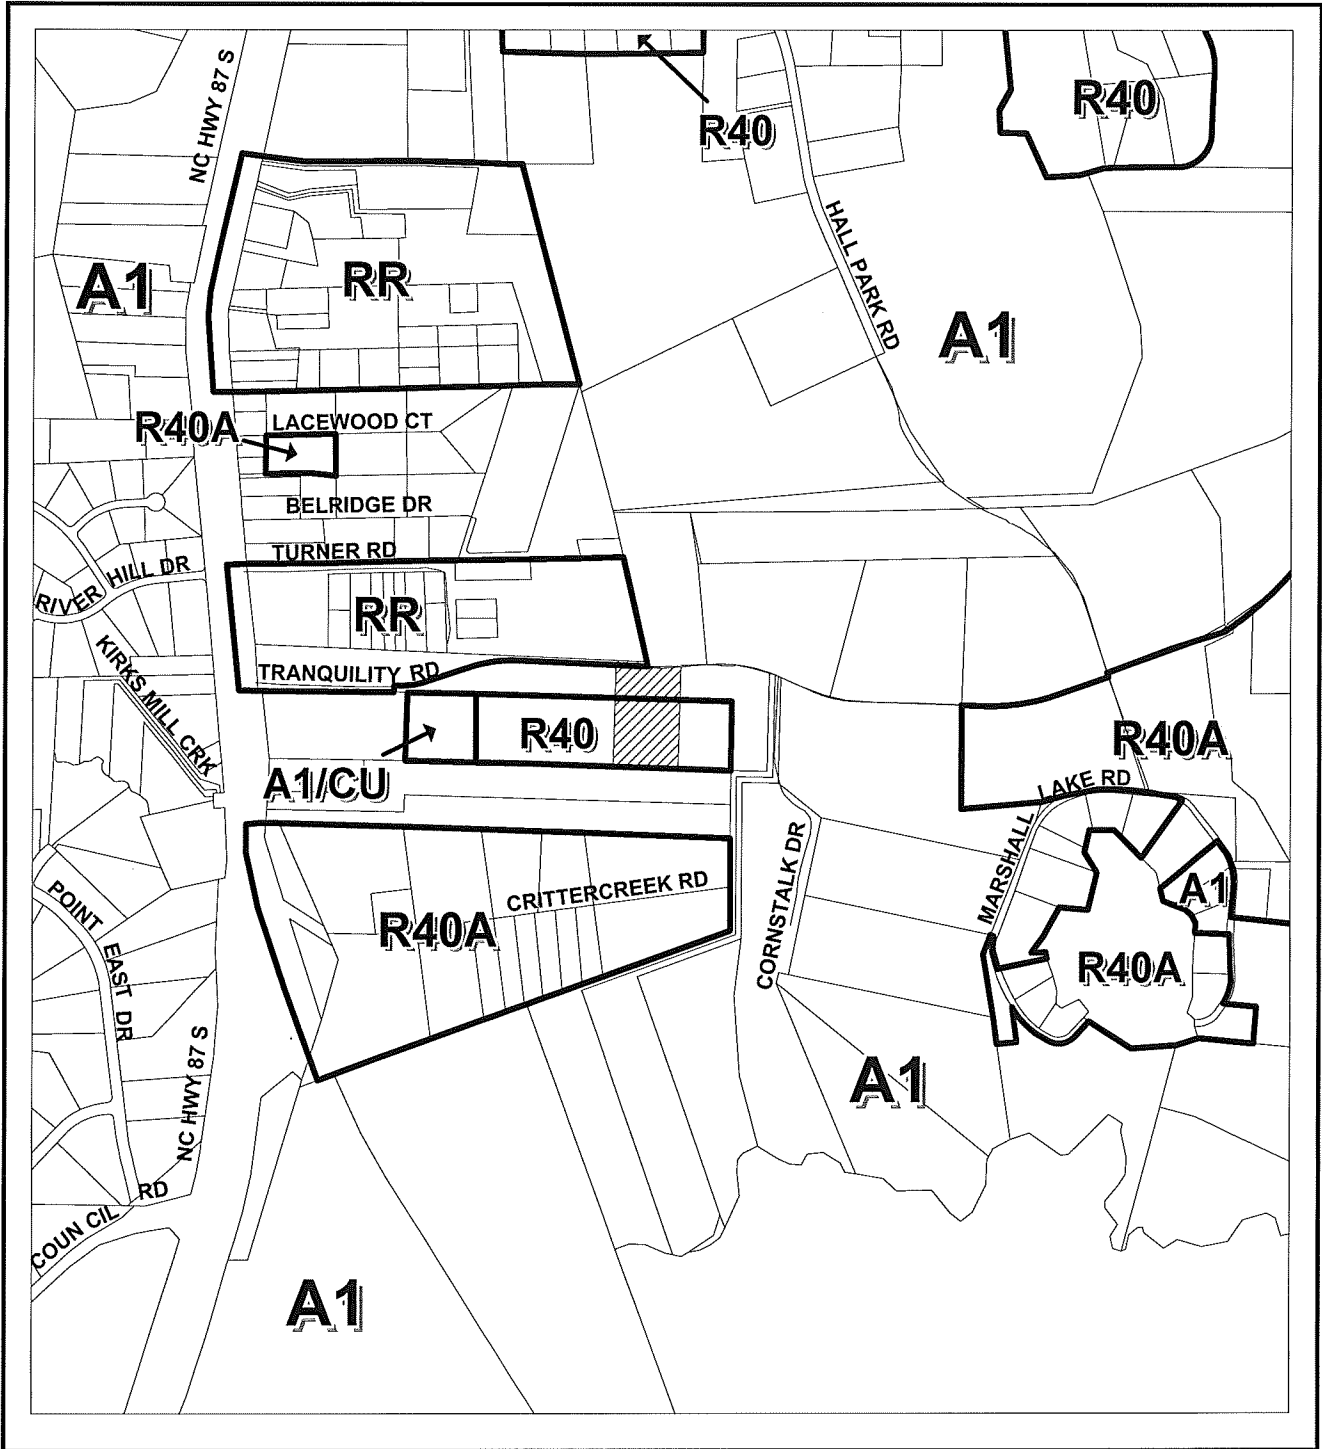 NC HWY 87 S
R40
R40
HALL PARK RD
A1
RR
A1
R40A
LACEWOOD CT
BELRIDGE DR
TURNER RD
RIVER HILL DR
RR
KIRKS MILL CRK
TRANQUILITY RD
R40
R40A
A1/CU
MARSHALL LAKE RD
CORNSTALK DR
CRITTERCREEK RD
A1
POINT EAST DR
R40A
R40A
NC HWY 87 S
A1
COUN CIL RD
A1